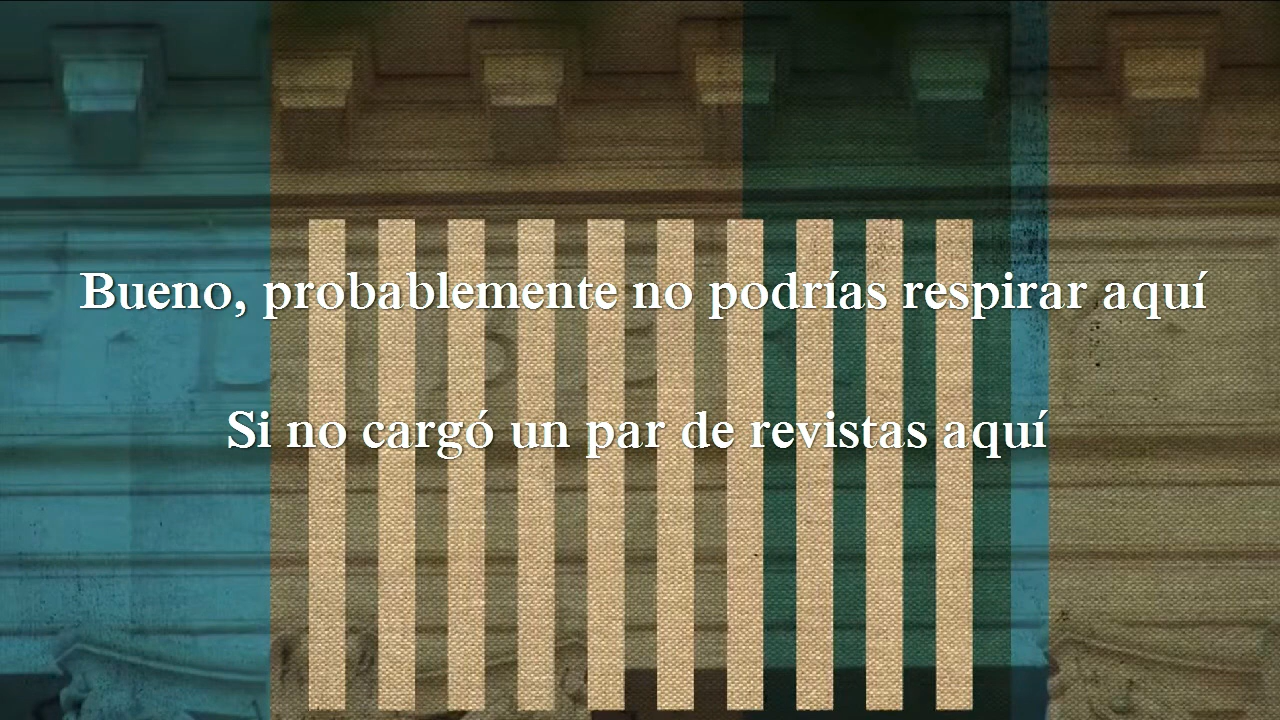 Bueno, probablemente no podrías respirar aquí
Si no cargó un par de revistas aquí